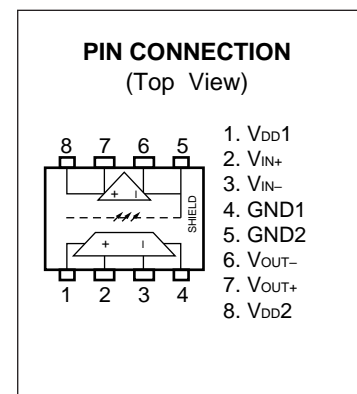 PIN CONNECTION
(Top View)
8 7 6 5
+ –
SHIELD
+ –
1 2 3 4
1. VDD1
2. VIN+
3. VIN–
4. GND1
5. GND2
6. VOUT–
7. VOUT+
8. VDD2